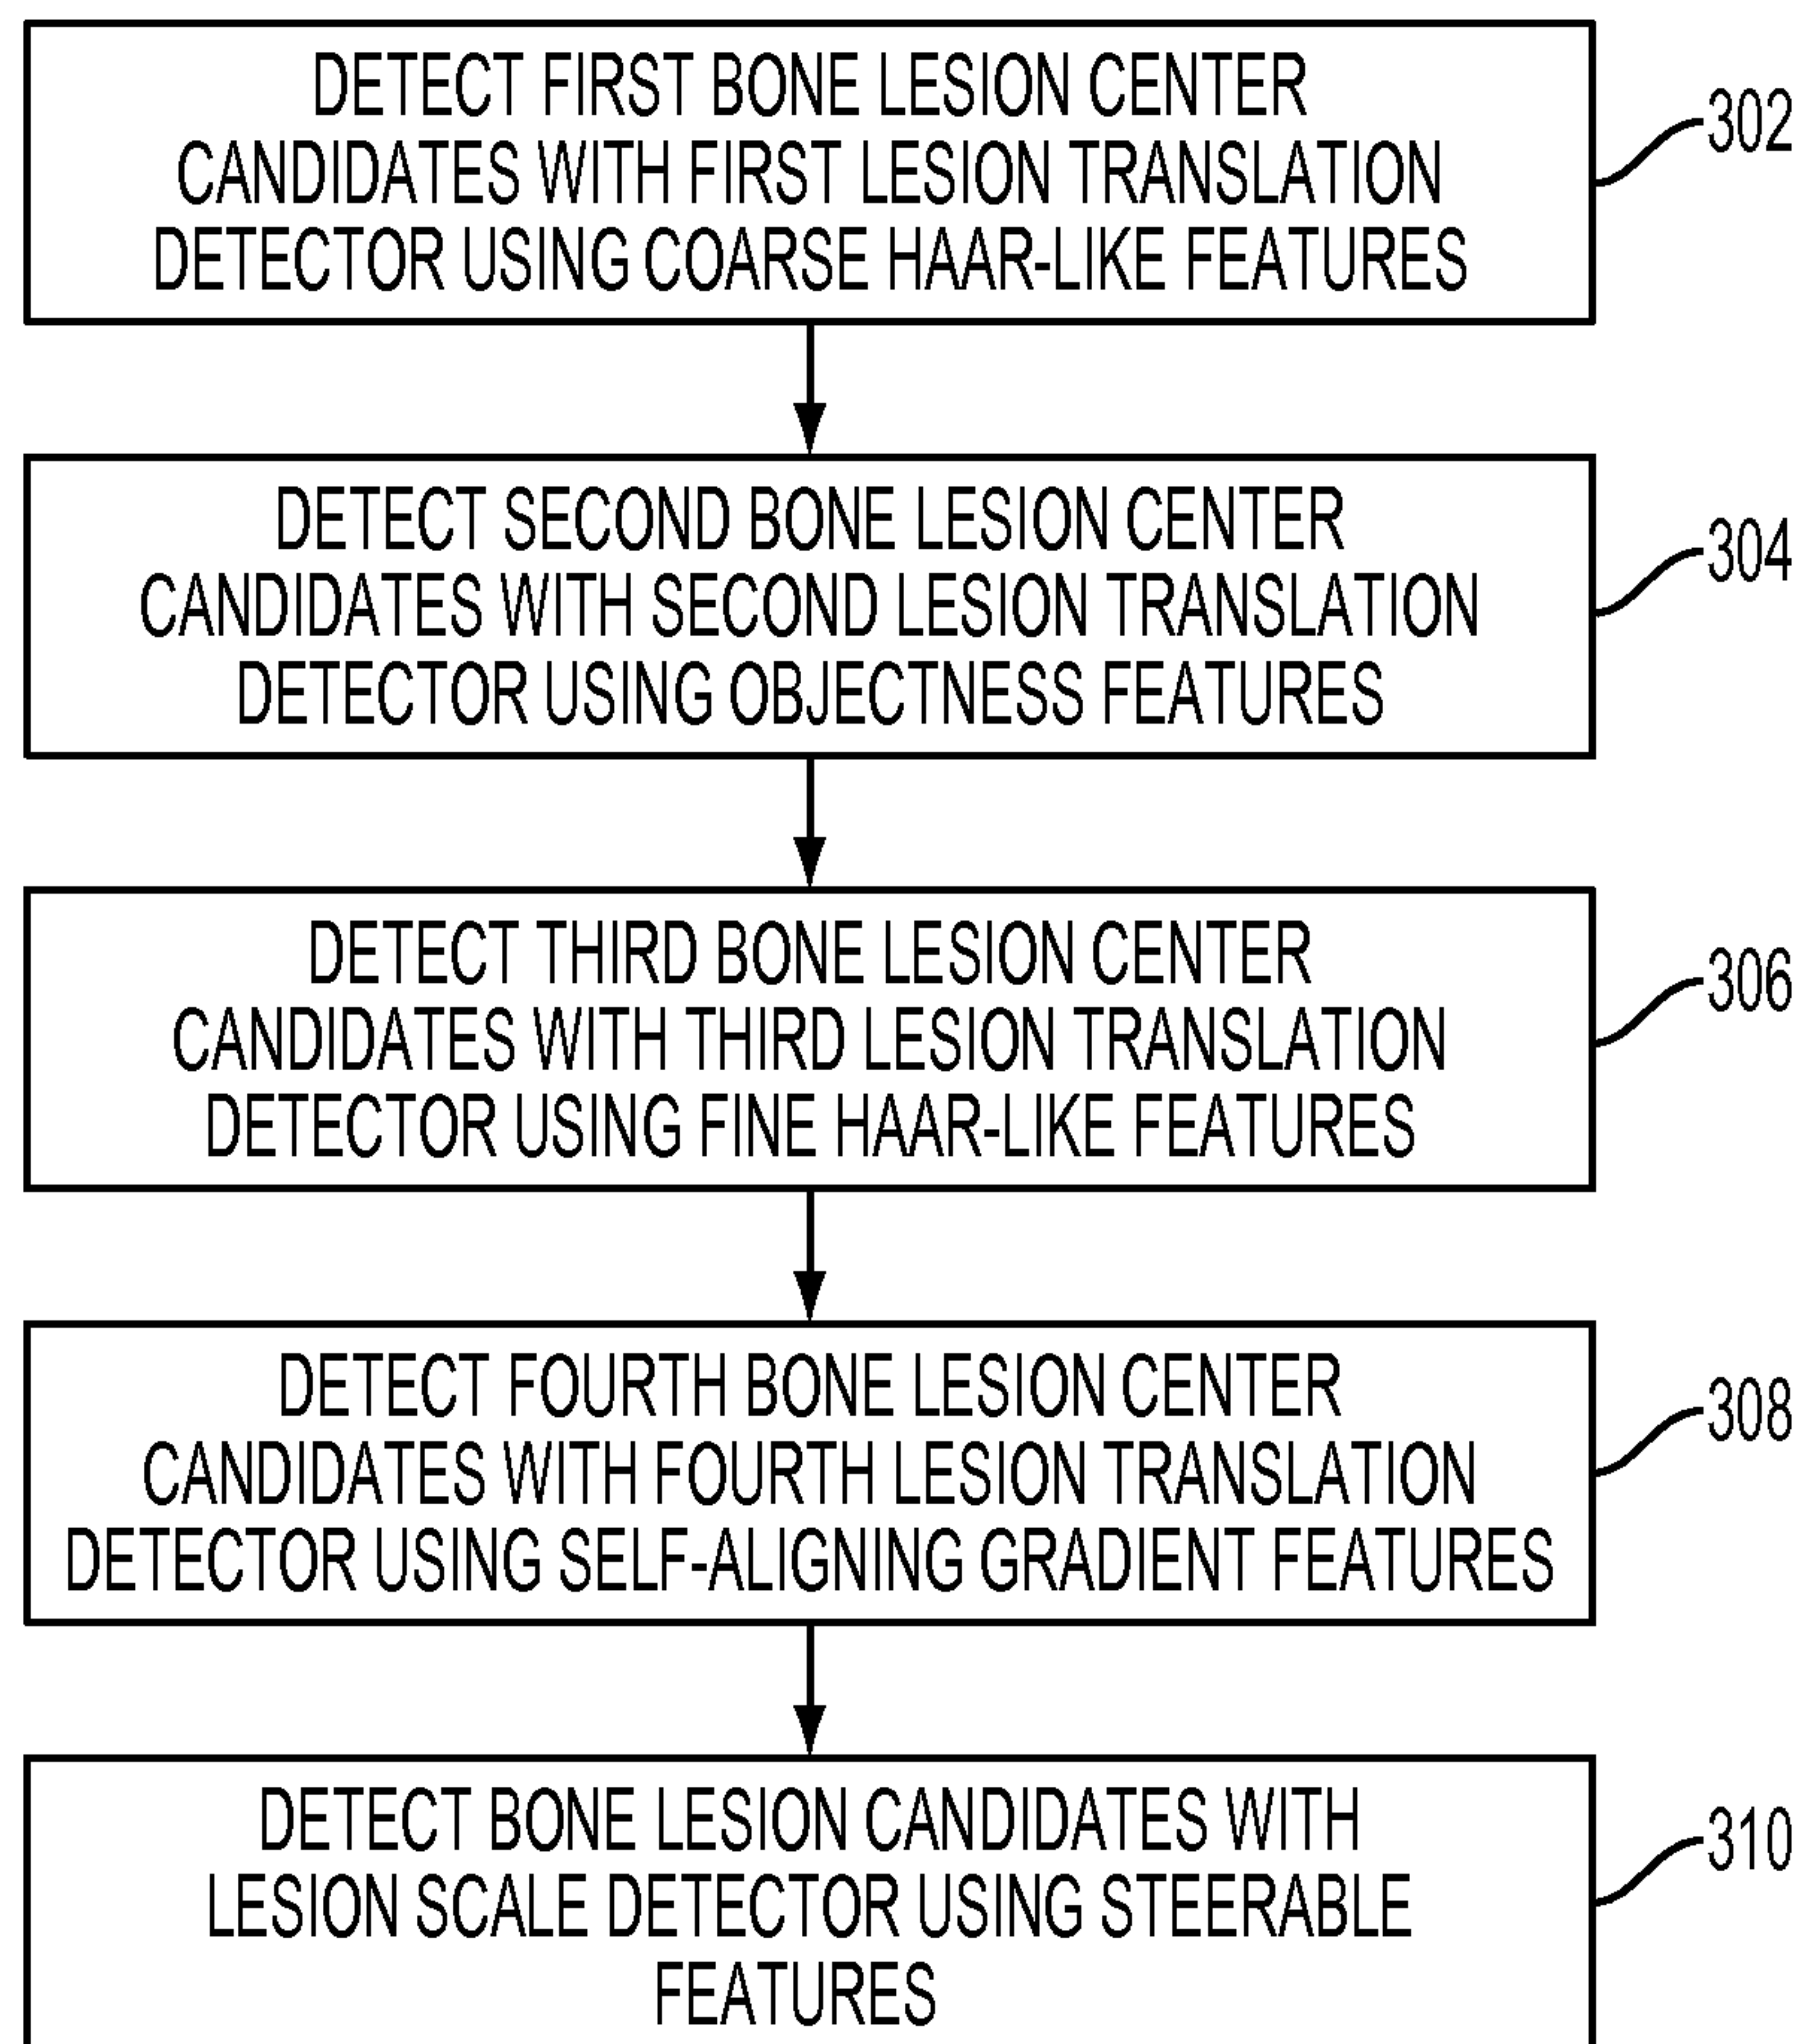 DETECT FIRST BONE LESION CENTER
CANDIDATES WITH FIRST LESION TRANSLATION
DETECTOR USING COARSE HAAR-LIKE FEATURES
302
DETECT SECOND BONE LESION CENTER
CANDIDATES WITH SECOND LESION TRANSLATION
DETECTOR USING OBJECTNESS FEATURES
304
DETECT THIRD BONE LESION CENTER
CANDIDATES WITH THIRD LESION TRANSLATION
DETECTOR USING FINE HAAR-LIKE FEATURES
306
DETECT FOURTH BONE LESION CENTER
CANDIDATES WITH FOURTH LESION TRANSLATION
DETECTOR USING SELF-ALIGNING GRADIENT FEATURES
308
DETECT BONE LESION CANDIDATES WITH
LESION SCALE DETECTOR USING STEERABLE
FEATURES
310